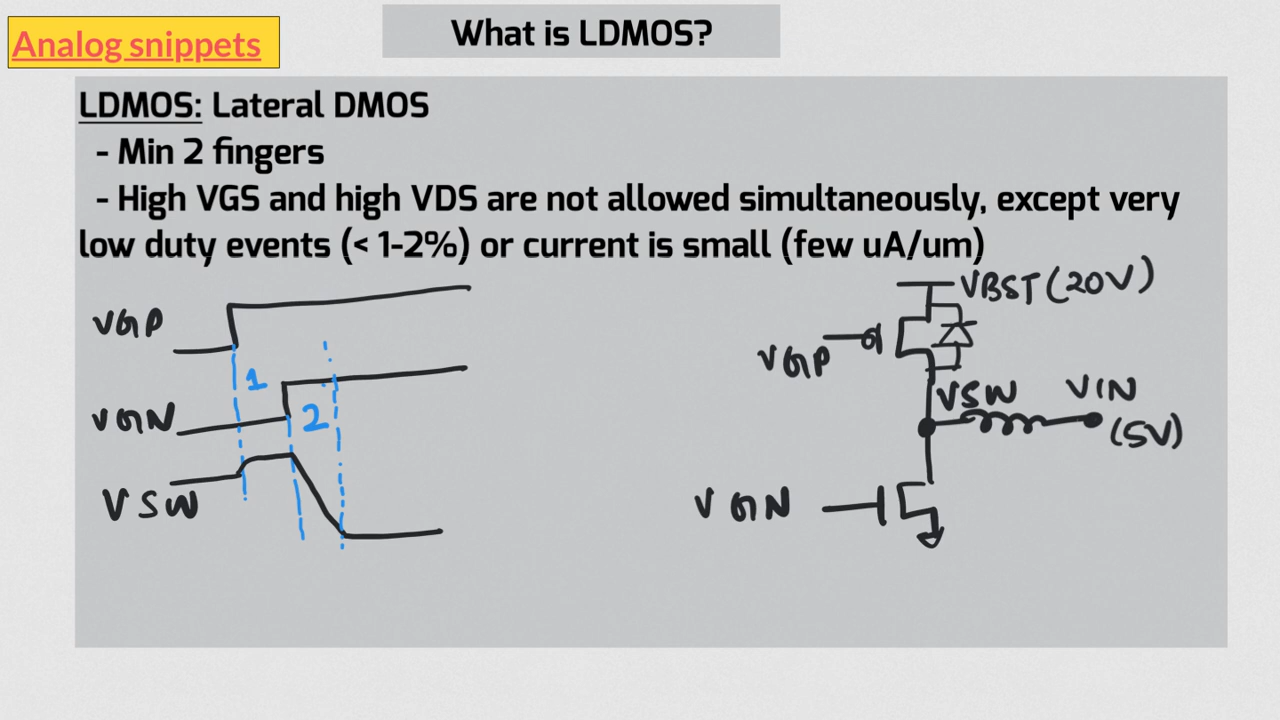 Analog snippets
What is LDMOS?
LDMOS: Lateral DMOS
- Min 2 fingers
- High VGS and high VDS are not allowed simultaneously, except very
low duty events (< 1-2%) or current is small (few uA/um)
VGP
1
VGN
2
VSW
VBST (20V)
VGP
VSW
VIN
(5V)
VGN